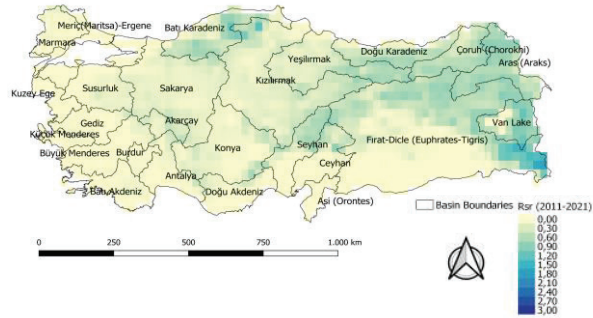 Meriç(Maritsa)-Ergene
Batı Karadeniz
Marmara
Yeşilırmak
Doğu Karadeniz
Çoruh (Chorokhi)
Aras (Araks)
Kızılırmak
Kuzey Ege
Susurluk
Sakarya
Gediz
Akarçay
Van Lake
Küçük Menderes
Fırat-Dicle (Euphrates-Tigris)
Büyük Menderes
Burdur
Konya
Seyhan
Ceyhan
Antalya
Batı Akdeniz
Doğu Akdeniz
Asi (Orontes)
Basin Boundaries
Rsr (2011-2021)
0,00
0,30
0,60
0,90
1,20
1,50
1,80
2,10
2,40
2,70
3,00
0 250 500 750 1.000 km